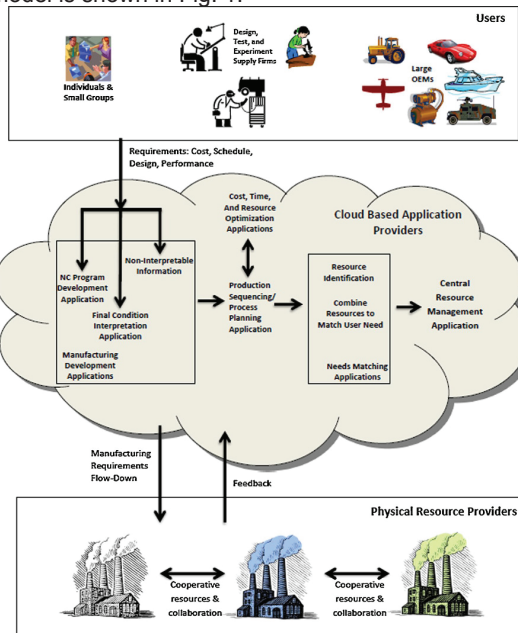 model is shown in Fig. 1.
Users
Design,
Test, and
Experiment
Supply Firms
Large
OEMs
Individuals &
Small Groups
Requirements: Cost, Schedule,
Design, Performance
Cost, Time,
And Resource
Optimization
Applications
Cloud Based Application
Providers
Non-Interpretable
Information
NC Program
Development
Application
Final Condition
Interpretation
Application
Manufacturing
Development
Applications
Production
Sequencing/
Process
Planning
Application
Resource
Identification
Combine
Resources to
Match User Need
Needs Matching
Applications
Central
Resource
Management
Application
Manufacturing
Requirements
Flow-Down
Feedback
Physical Resource Providers
Cooperative
resources &
collaboration
Cooperative
resources &
collaboration